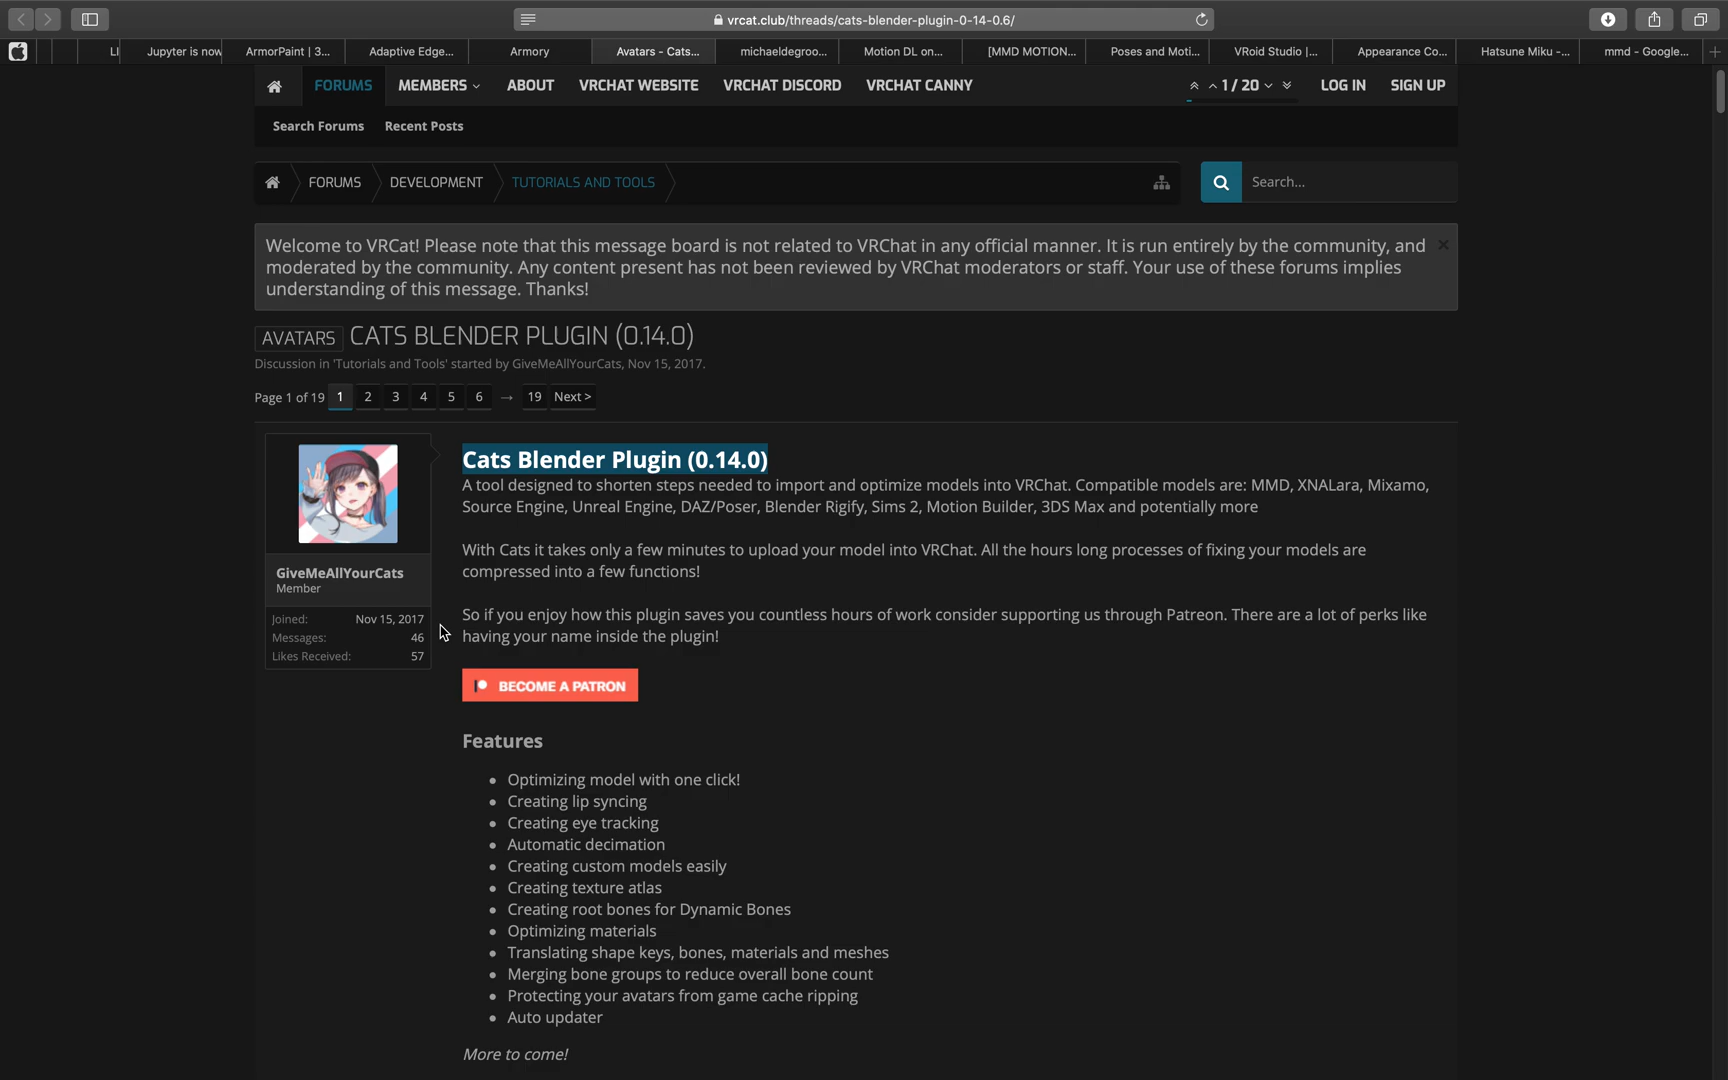 vrcat.club/threads/cats-blender-plugin-0-14-0.6/
LI
Jupyter is now
ArmorPaint | 3...
Adaptive Edge...
Armory
Avatars - Cats...
michaeldegroo...
Motion DL on...
[MMD MOTION...
Poses and Moti...
VRoid Studio |...
Appearance Co...
Hatsune Miku -...
mmd - Google...
FORUMS MEMBERS ABOUT VRCHAT WEBSITE VRCHAT DISCORD VRCHAT CANNY 1 / 20 LOG IN SIGN UP
Search Forums Recent Posts
FORUMS DEVELOPMENT TUTORIALS AND TOOLS Search...
Welcome to VRCat! Please note that this message board is not related to VRChat in any official manner. It is run entirely by the community, and
moderated by the community. Any content present has not been reviewed by VRChat moderators or staff. Your use of these forums implies
understanding of this message. Thanks!
AVATARS CATS BLENDER PLUGIN (0.14.0)
Discussion in 'Tutorials and Tools' started by GiveMeAllYourCats, Nov 15, 2017.
Page 1 of 19 1 2 3 4 5 6 → 19 Next >
GiveMeAllYourCats
Member
Joined: Nov 15, 2017
Messages: 46
Likes Received: 57
Cats Blender Plugin (0.14.0)
A tool designed to shorten steps needed to import and optimize models into VRChat. Compatible models are: MMD, XNALara, Mixamo,
Source Engine, Unreal Engine, DAZ/Poser, Blender Rigify, Sims 2, Motion Builder, 3DS Max and potentially more
With Cats it takes only a few minutes to upload your model into VRChat. All the hours long processes of fixing your models are
compressed into a few functions!
So if you enjoy how this plugin saves you countless hours of work consider supporting us through Patreon. There are a lot of perks like
having your name inside the plugin!
BECOME A PATRON
Features
• Optimizing model with one click!
• Creating lip syncing
• Creating eye tracking
• Automatic decimation
• Creating custom models easily
• Creating texture atlas
• Creating root bones for Dynamic Bones
• Optimizing materials
• Translating shape keys, bones, materials and meshes
• Merging bone groups to reduce overall bone count
• Protecting your avatars from game cache ripping
• Auto updater
More to come!